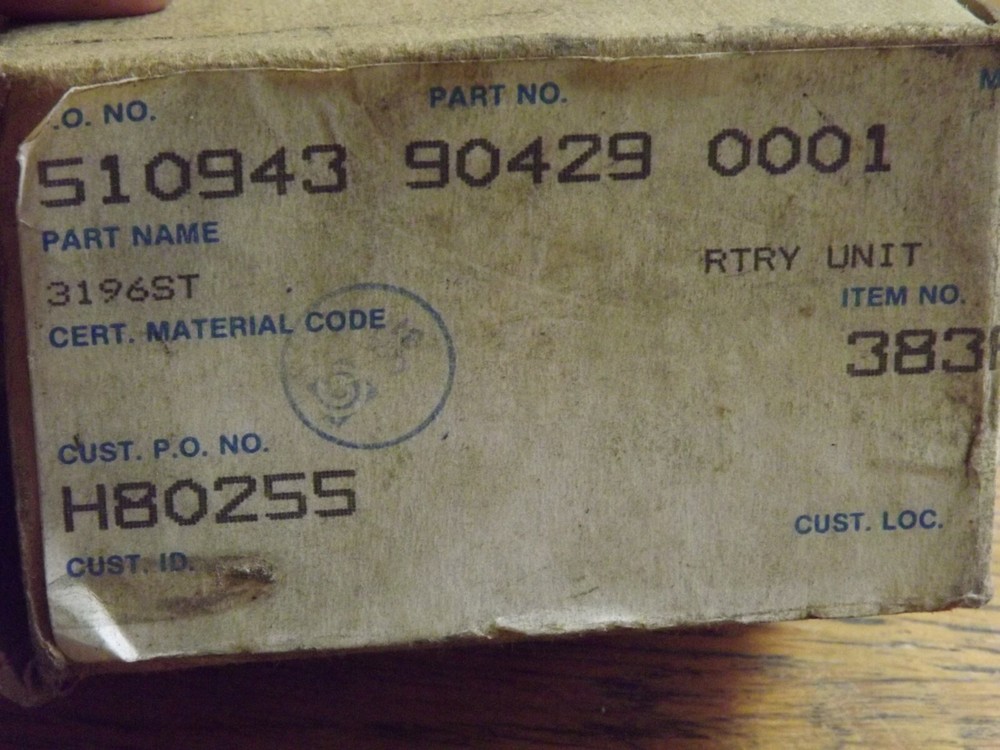 .O. NO. PART NO. M
510943 90429 0001
PART NAME
RTRY UNIT
3196ST
ITEM NO.
CERT. MATERIAL CODE
383
CUST. P.O. NO.
H80255
CUST. LOC.
CUST. ID.